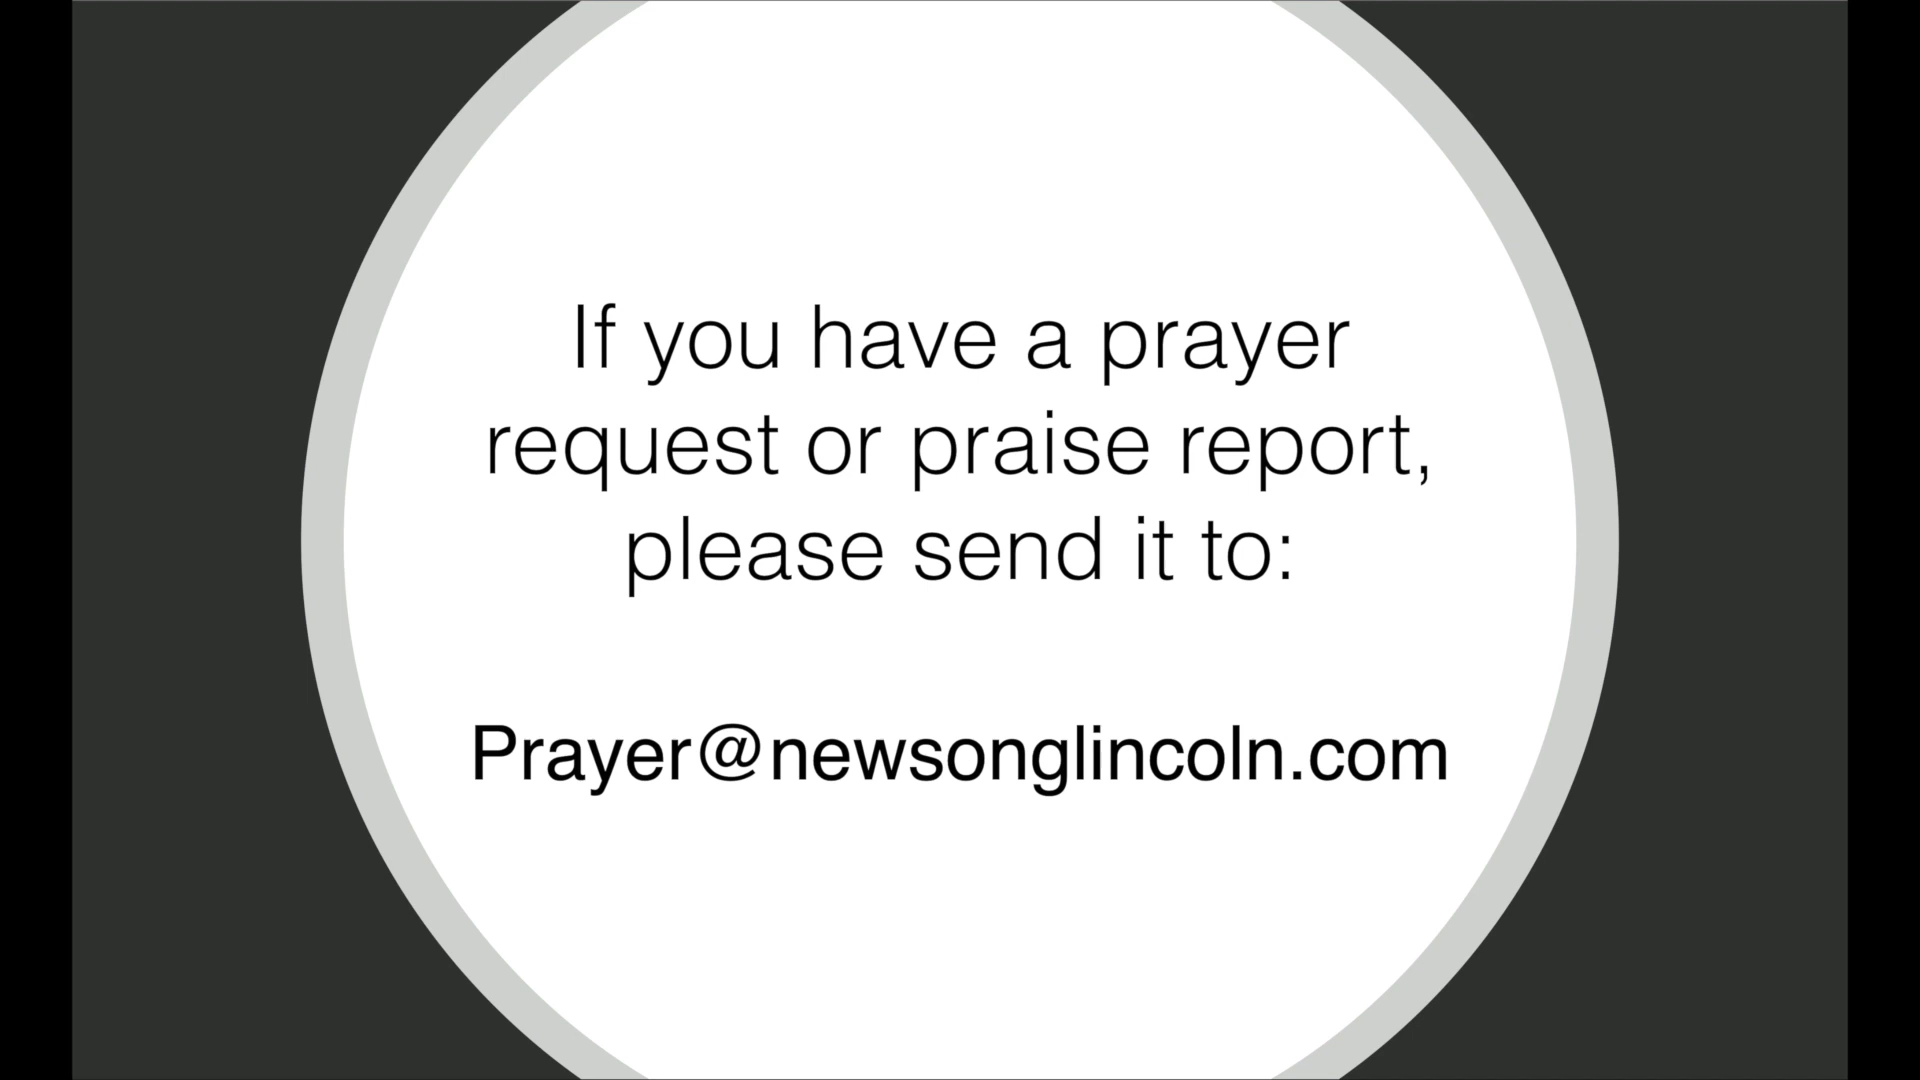 If you have a prayer
request or praise report,
please send it to:
Prayer@newsonglincoln.com